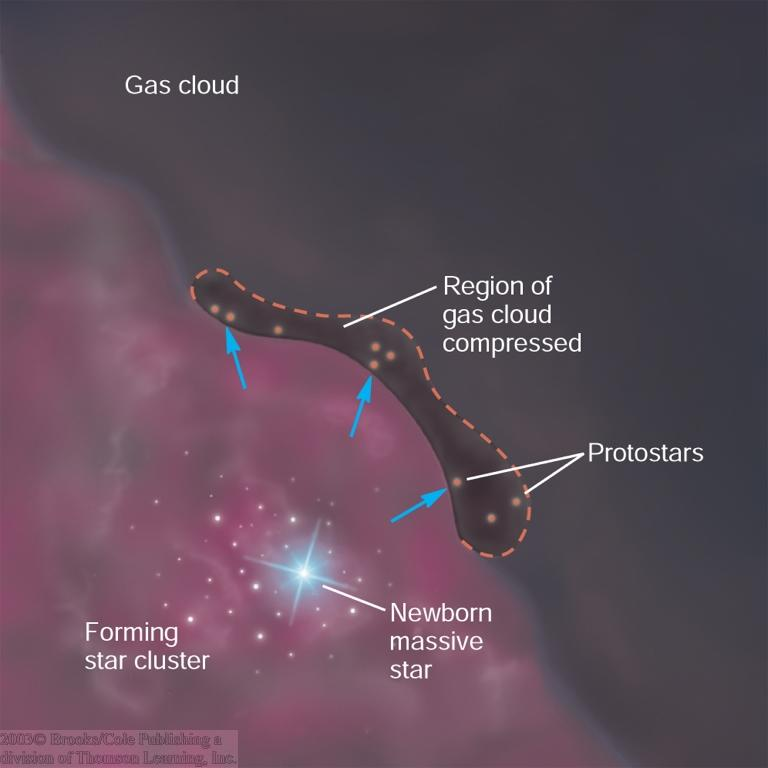 Gas cloud
Region of
gas cloud
compressed
Protostars
Newborn
massive
star
Forming
star cluster
2003© Brooks/Cole Publishing a
division of Thomson Learning, Inc.